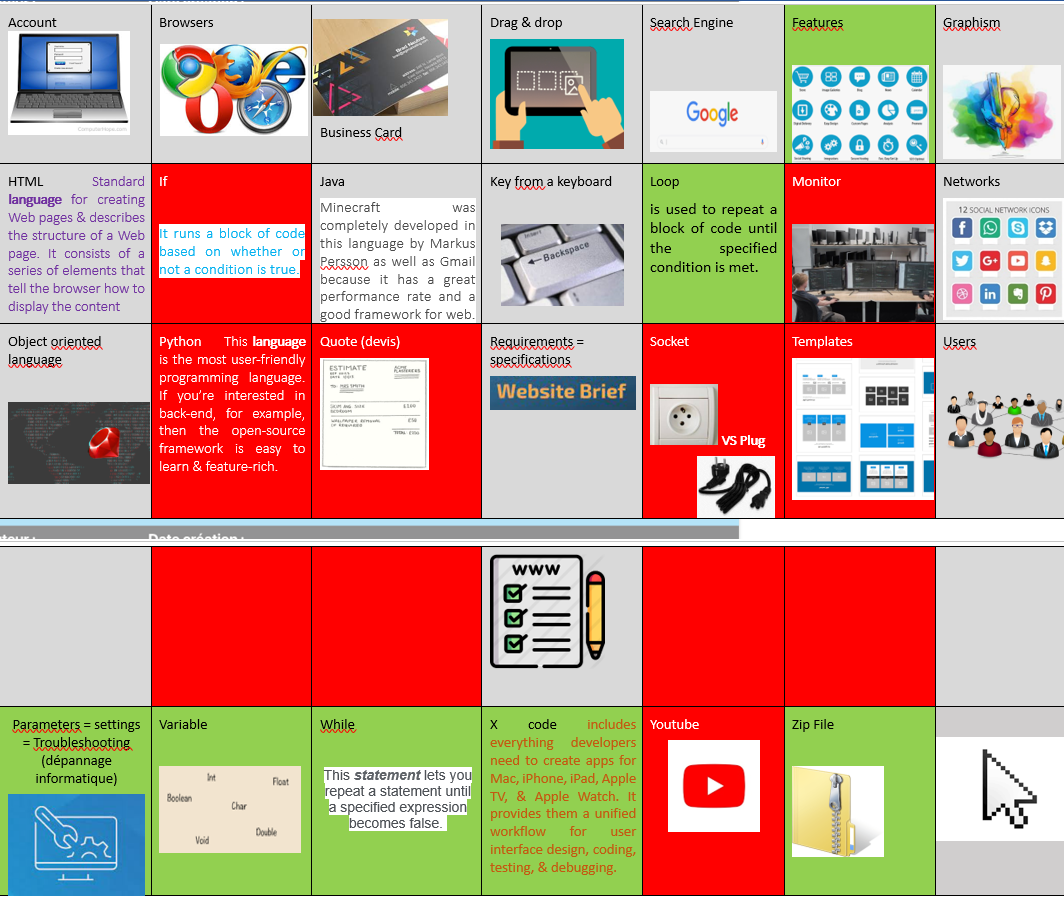 Account
Browsers
Business Card
Drag & drop
Search Engine
Google
Features
Graphism
HTML Standard
language for creating
Web pages & describes
the structure of a Web
page. It consists of a
series of elements that
tell the browser how to
display the content
If
It runs a block of code
based on whether or
not a condition is true.
Java
Minecraft was
completely developed in
this language by Markus
Persson as well as Gmail
because it has a great
performance rate and a
good framework for web.
Key from a keyboard
Backspace
Loop
is used to repeat a
block of code until
the specified
condition is met.
Monitor
Networks
12 SOCIAL NETWORK ICONS
Object oriented
language
Python This language
is the most user-friendly
programming language.
If you're interested in
back-end, for example,
then the open-source
framework is easy to
learn & feature-rich.
Quote (devis)
ESTIMATE
Requirements =
specifications
Website Brief
Socket
VS Plug
Templates
Users
Date création :
WWW
Parameters = settings
= Troubleshooting
(dépannage
informatique)
Variable
Int
Float
Boolean
Char
Double
Void
While
This statement lets you
repeat a statement until
a specified expression
becomes false.
X code includes
everything developers
need to create apps for
Mac, iPhone, iPad, Apple
TV, & Apple Watch. It
provides them a unified
workflow for user
interface design, coding,
testing, & debugging.
Youtube
Zip File